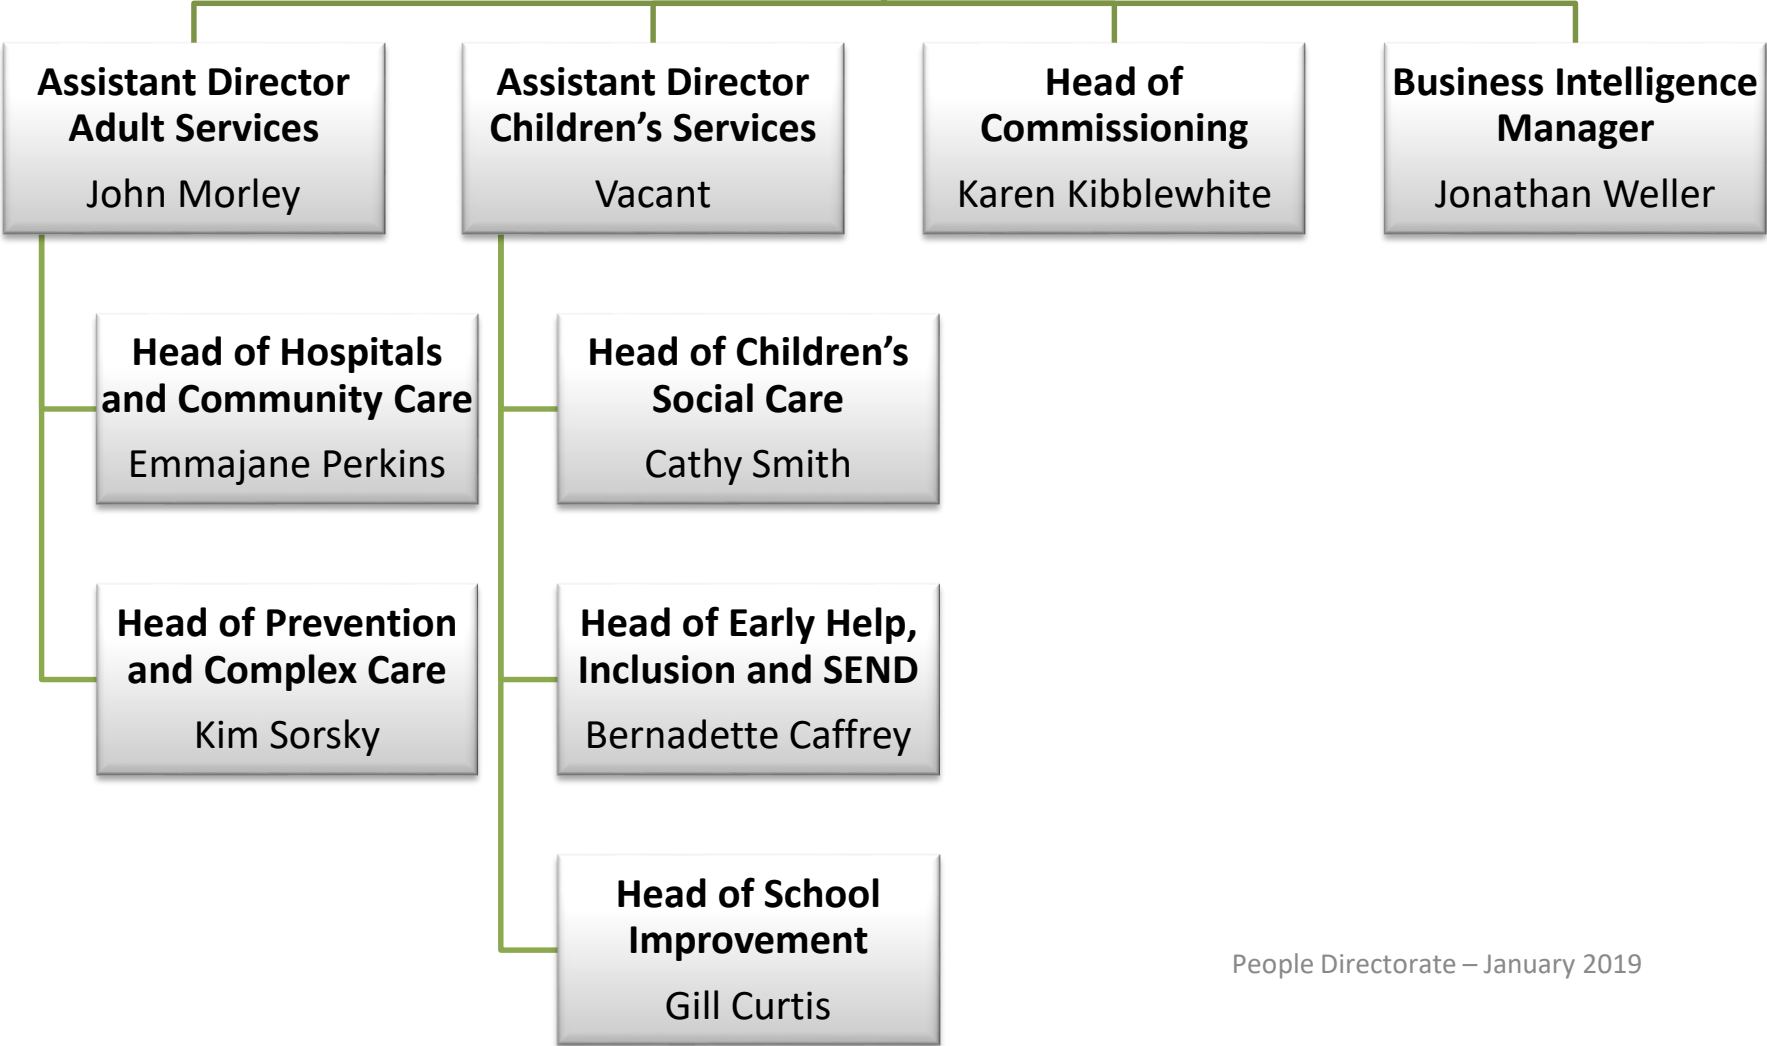 Assistant Director
Adult Services
John Morley
Assistant Director
Children’s Services
Vacant
Head of
Commissioning
Karen Kibblewhite
Business Intelligence
Manager
Jonathan Weller
Head of Hospitals
and Community Care
Emmajane Perkins
Head of Children’s
Social Care
Cathy Smith
Head of Prevention
and Complex Care
Kim Sorsky
Head of Early Help,
Inclusion and SEND
Bernadette Caffrey
Head of School
Improvement
Gill Curtis
People Directorate – January 2019